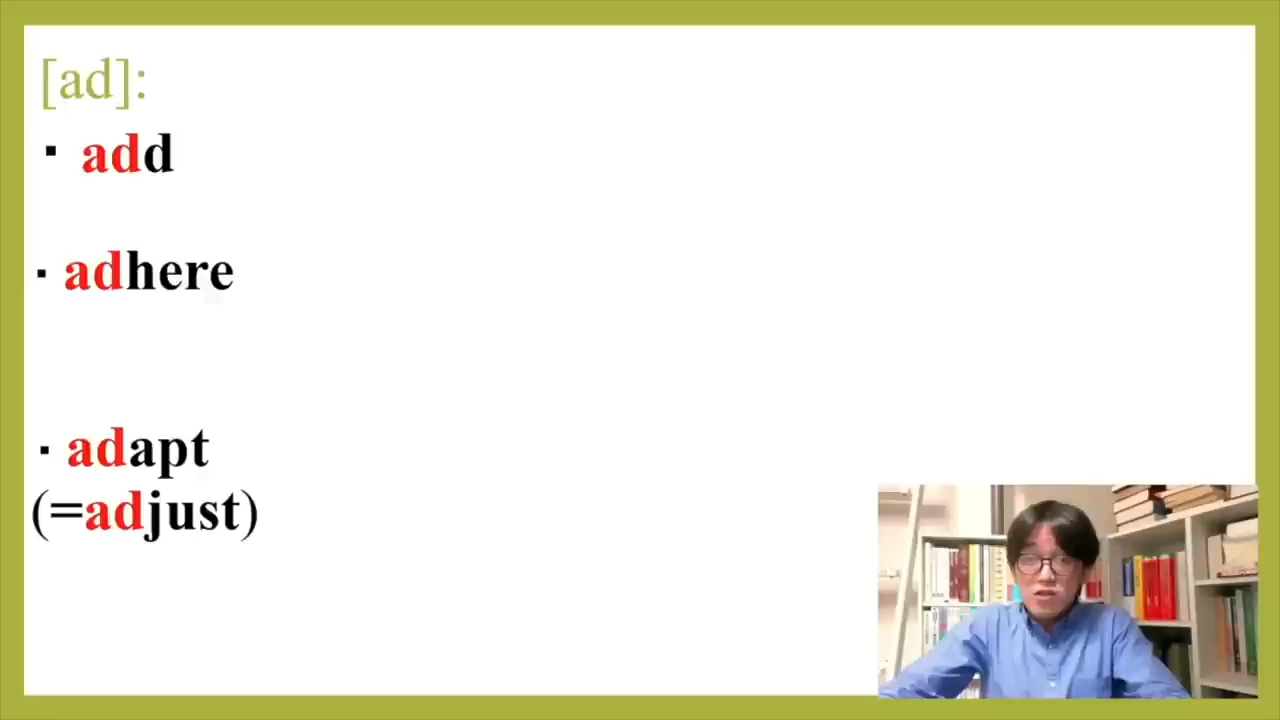 [ad]:
▪ add
▪ adhere
▪ adapt
(=adjust)